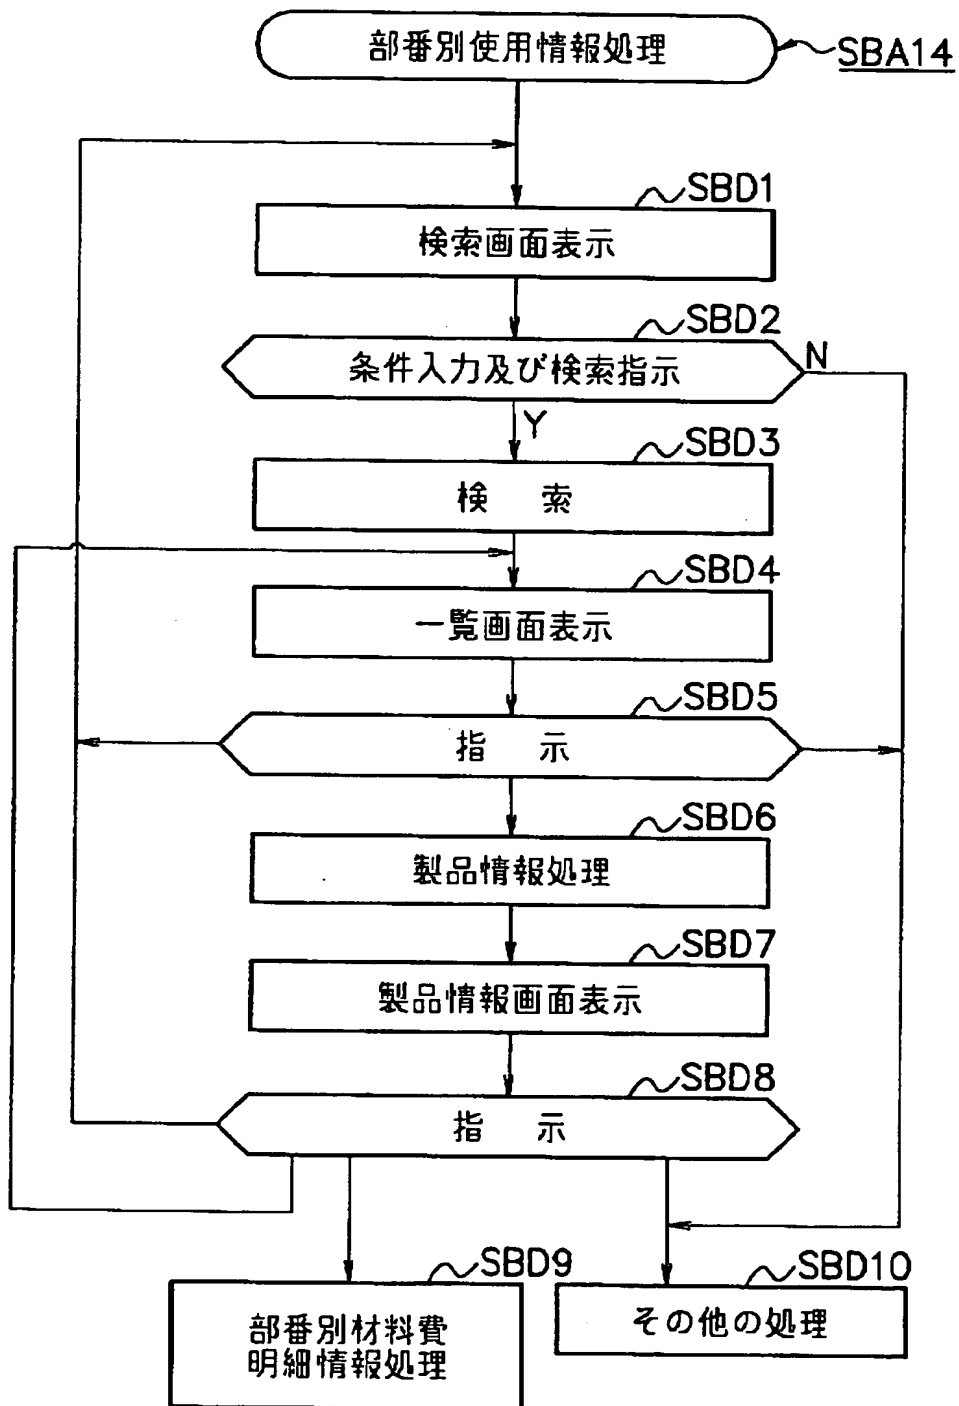 部番別使用情報処理
SBA14
SBD1
検索画面表示
SBD2
条件入力及び検索指示
N
Y
SBD3
検 索
SBD4
一覧画面表示
SBD5
指 示
SBD6
製品情報処理
SBD7
製品情報画面表示
SBD8
指 示
SBD9
部番別材料費
明細情報処理
SBD10
その他の処理